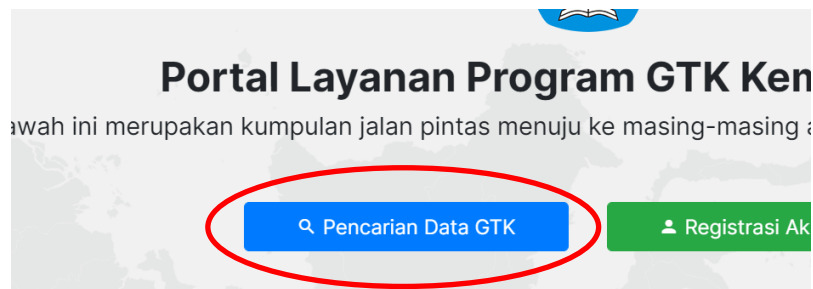 Portal Layanan Program GTK Ken
awah ini merupakan kumpulan jalan pintas menuju ke masing-masing a
Pencarian Data GTK
Registrasi Ak